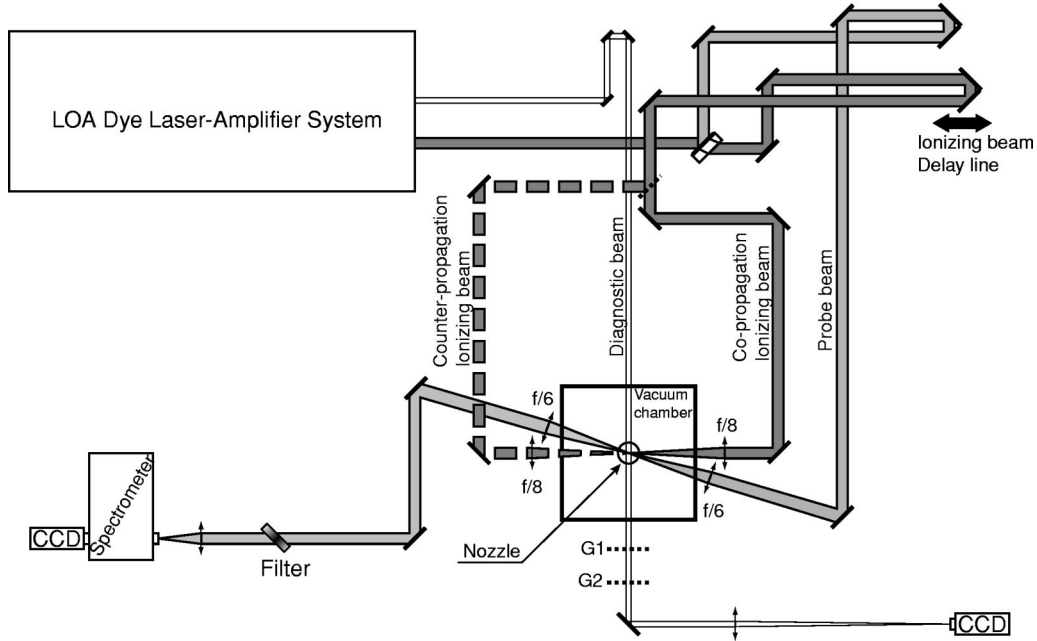 LOA Dye Laser-Amplifier System
Ionizing beam
Delay line
Counter-propagation
Ionizing beam
Diagnostic beam
Co-propagation
Ionizing beam
Probe beam
Vacuum
chamber
f/6
f/8
f/8
f/6
Spectrometer
CCD
Filter
Nozzle
G1
G2
CCD